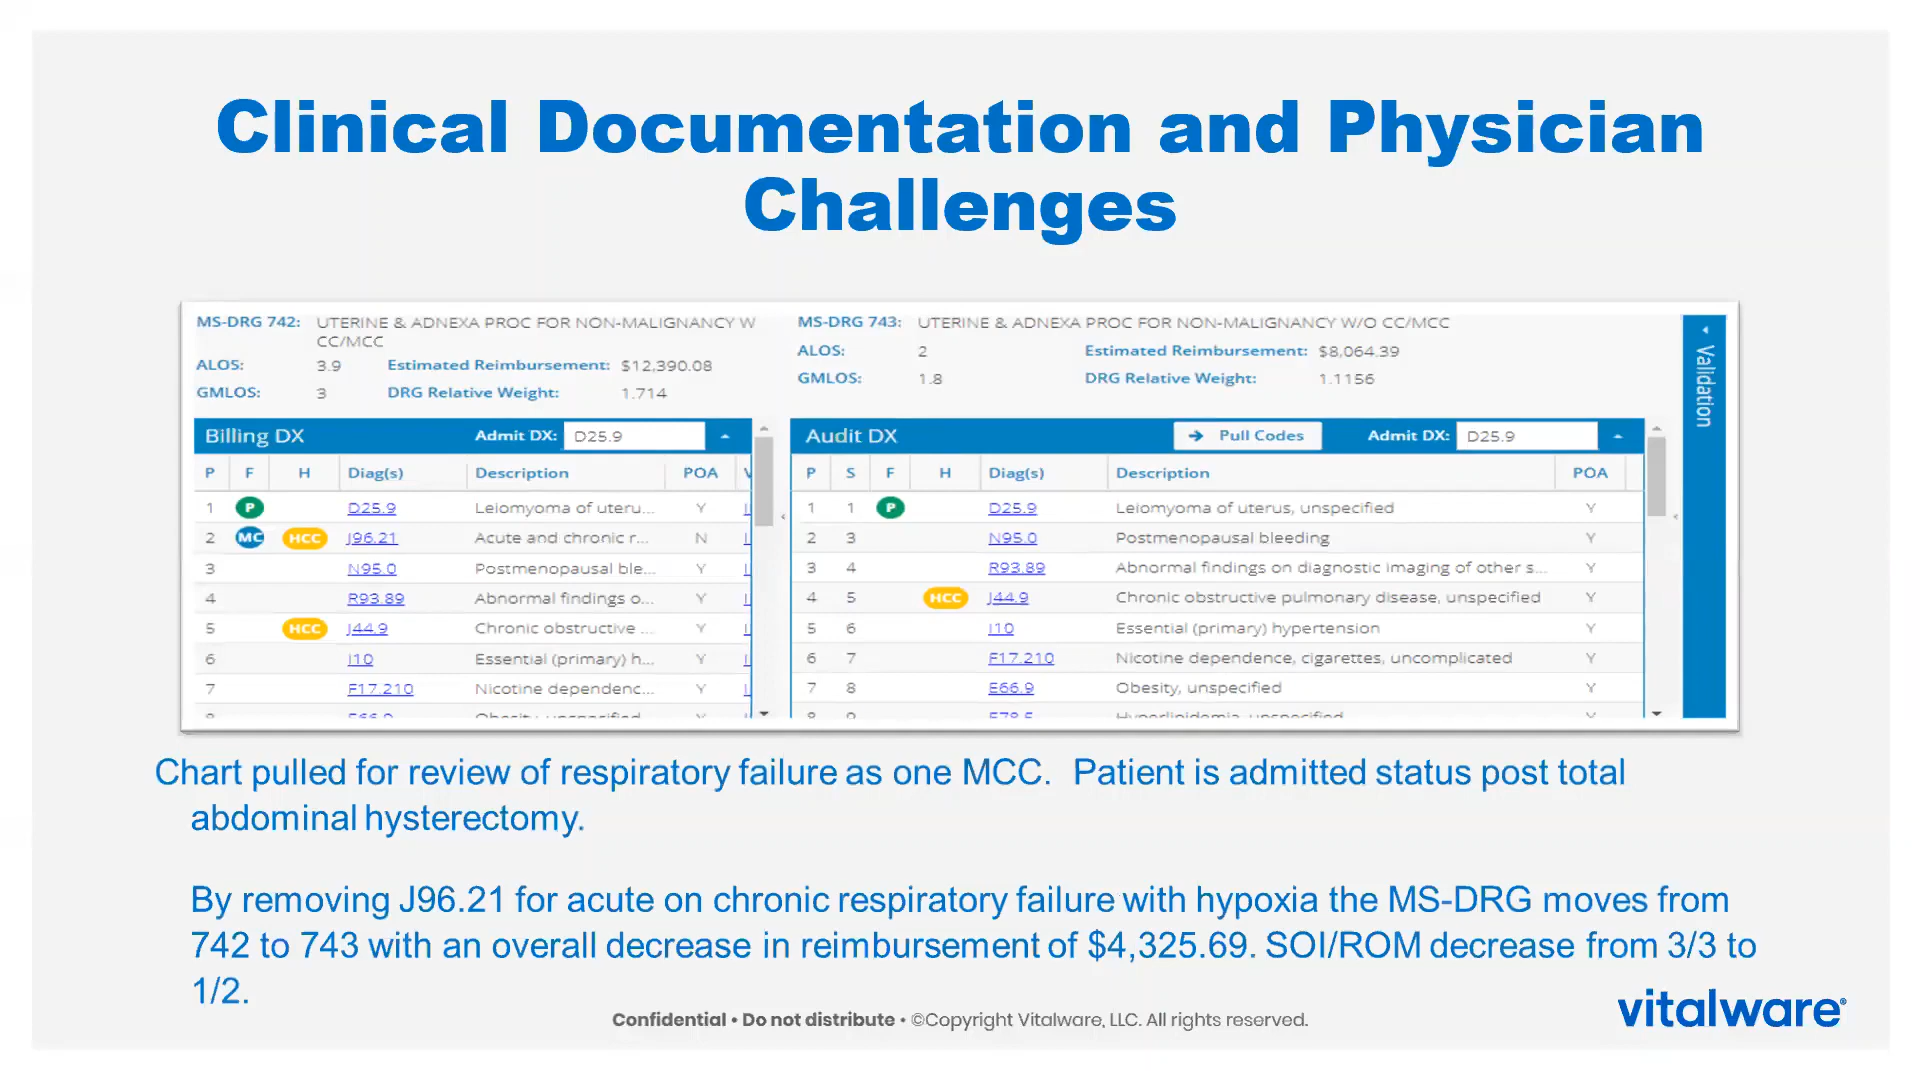 Clinical Documentation and Physician
Challenges
MS-DRG 742: UTERINE & ADNEXA PROC FOR NON-MALIGNANCY W
CC/MCC
ALOS: 3.9 Estimated Reimbursement: $12,390.08
GMLOS: 3 DRG Relative Weight: 1.714
MS-DRG 743: UTERINE & ADNEXA PROC FOR NON-MALIGNANCY W/O CC/MCC
ALOS: 2 Estimated Reimbursement: $8,064.39
GMLOS: 1.8 DRG Relative Weight: 1.1156
Validation
Billing DX Admit DX: D25.9
P F H Diag(s) Description POA
1 P D25.9 Leiomyoma of uteru... Y
2 MC HCC J96.21 Acute and chronic r... N
3 N95.0 Postmenopausal ble... Y
4 R93.89 Abnormal findings o... Y
5 HCC J44.9 Chronic obstructive ... Y
6 I10 Essential (primary) h... Y
7 F17.210 Nicotine dependenc... Y
Audit DX Pull Codes Admit DX: D25.9
P S F H Diag(s) Description POA
1 1 P D25.9 Leiomyoma of uterus, unspecified Y
2 3 N95.0 Postmenopausal bleeding Y
3 4 R93.89 Abnormal findings on diagnostic imaging of other s... Y
4 5 HCC J44.9 Chronic obstructive pulmonary disease, unspecified Y
5 6 I10 Essential (primary) hypertension Y
6 7 F17.210 Nicotine dependence, cigarettes, uncomplicated Y
7 8 E66.9 Obesity, unspecified Y
Chart pulled for review of respiratory failure as one MCC. Patient is admitted status post total
abdominal hysterectomy.
By removing J96.21 for acute on chronic respiratory failure with hypoxia the MS-DRG moves from
742 to 743 with an overall decrease in reimbursement of $4,325.69. SOI/ROM decrease from 3/3 to
1/2.
Confidential • Do not distribute • ©Copyright Vitalware, LLC. All rights reserved.
vitalware®